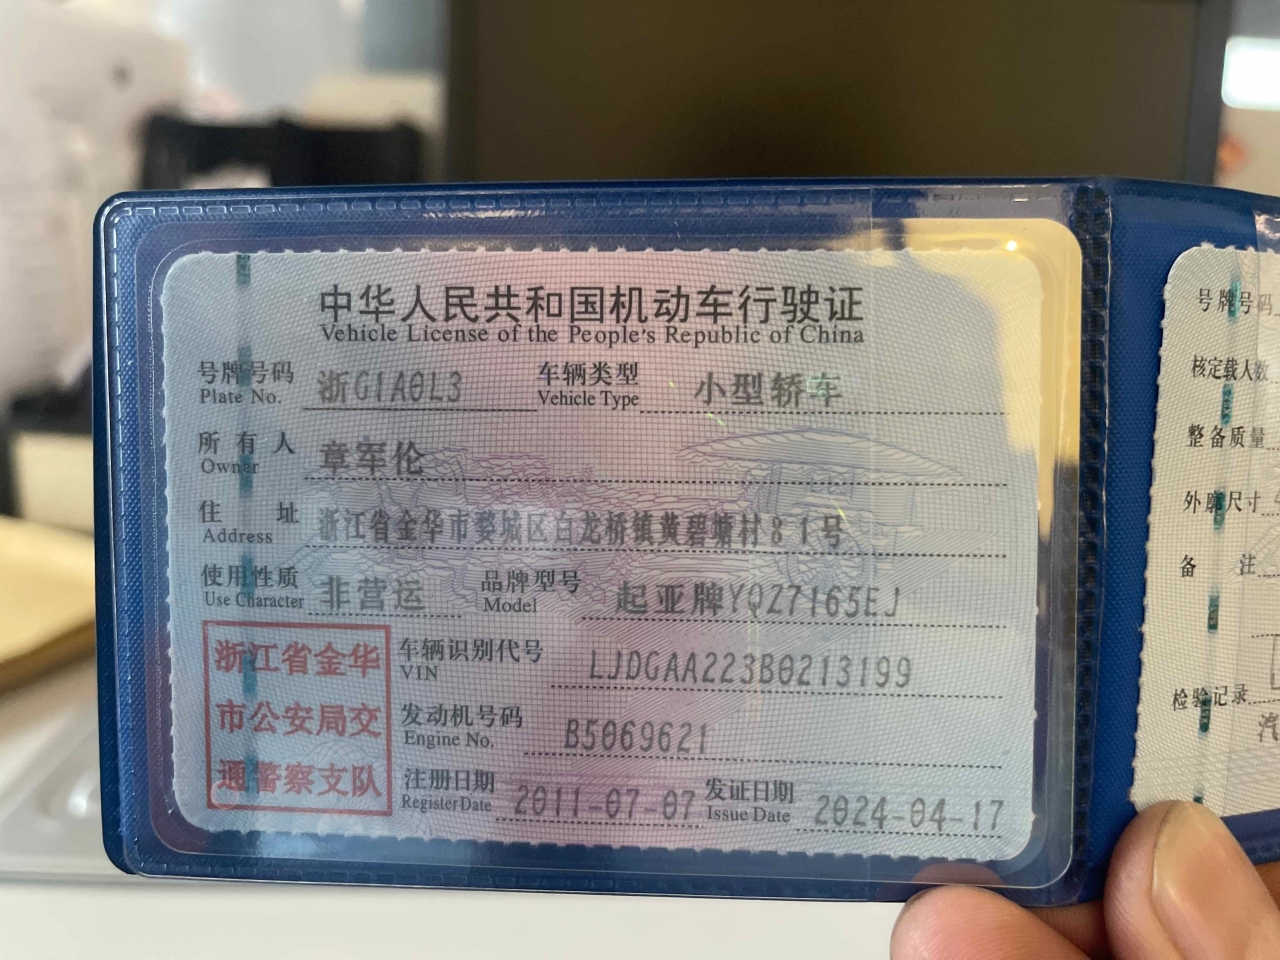 中华人民共和国机动车行驶证
Vehicle License of the People's Republic of China
号牌号码 浙G1A0L3 车辆类型 小型轿车
Plate No. Vehicle Type
所有人 章军伦
Owner
住址 浙江省金华市婺城区白龙桥镇黄碧塘村81号
Address
使用性质 非营运 品牌型号 起亚牌YQZ7165EJ
Use Character Model
浙江省金华
市公安局交
通警察支队
车辆识别代号 LJDGAA223B0213199
VIN
发动机号码 B5069621
Engine No.
注册日期 2011-07-07 发证日期 2024-04-17
Register Date Issue Date
号牌号码
核定载人数
整备质量
外廓尺寸
备注
检验记录
汽